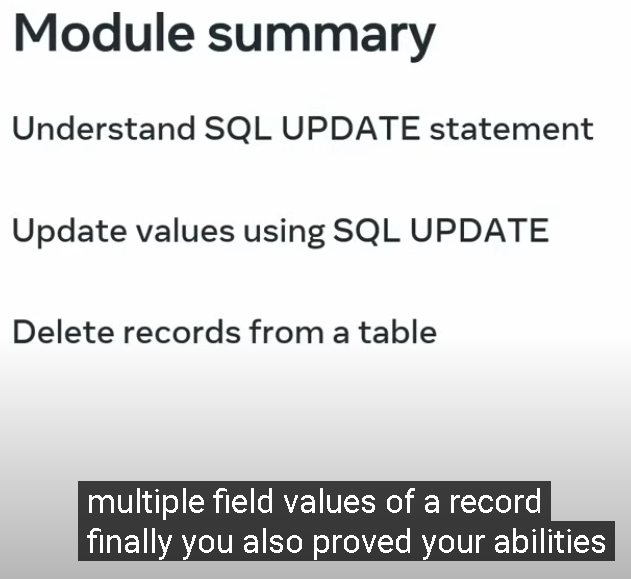 Module summary
Understand SQL UPDATE statement
Update values using SQL UPDATE
Delete records from a table
multiple field values of a record
finally you also proved your abilities